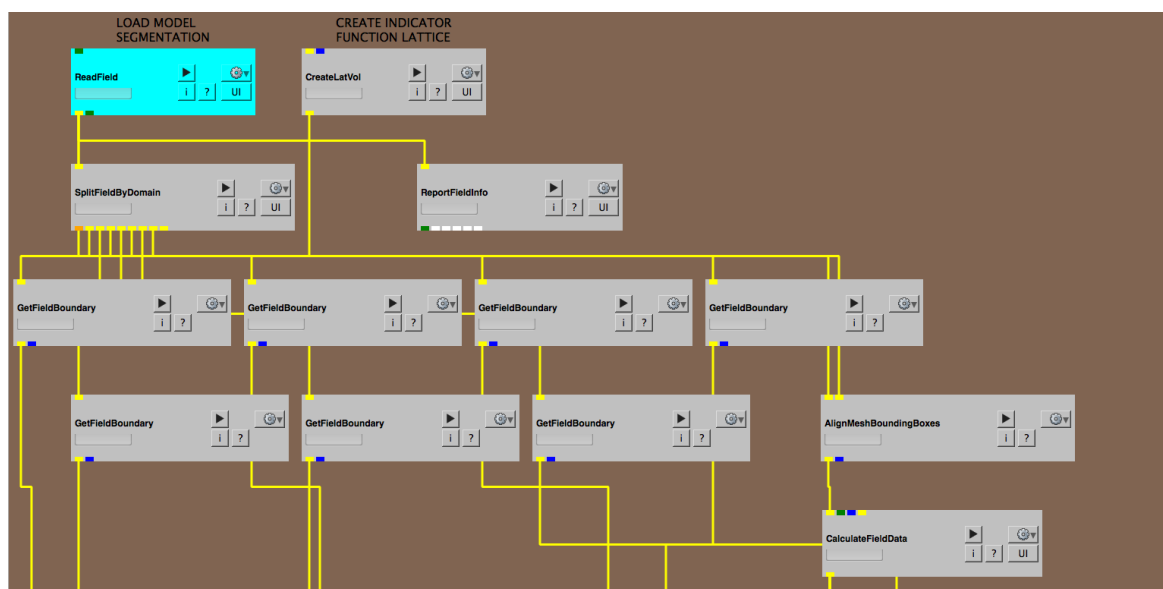 LOAD MODEL
SEGMENTATION
CREATE INDICATOR
FUNCTION LATTICE
ReadField
i ? UI
CreateLatVol
i ? UI
SplitFieldByDomain
i ? UI
ReportFieldInfo
i ? UI
GetFieldBoundary
i ?
GetFieldBoundary
i ?
GetFieldBoundary
i ?
GetFieldBoundary
i ?
GetFieldBoundary
i ?
GetFieldBoundary
i ?
GetFieldBoundary
i ?
AlignMeshBoundingBoxes
i ?
CalculateFieldData
i ? UI